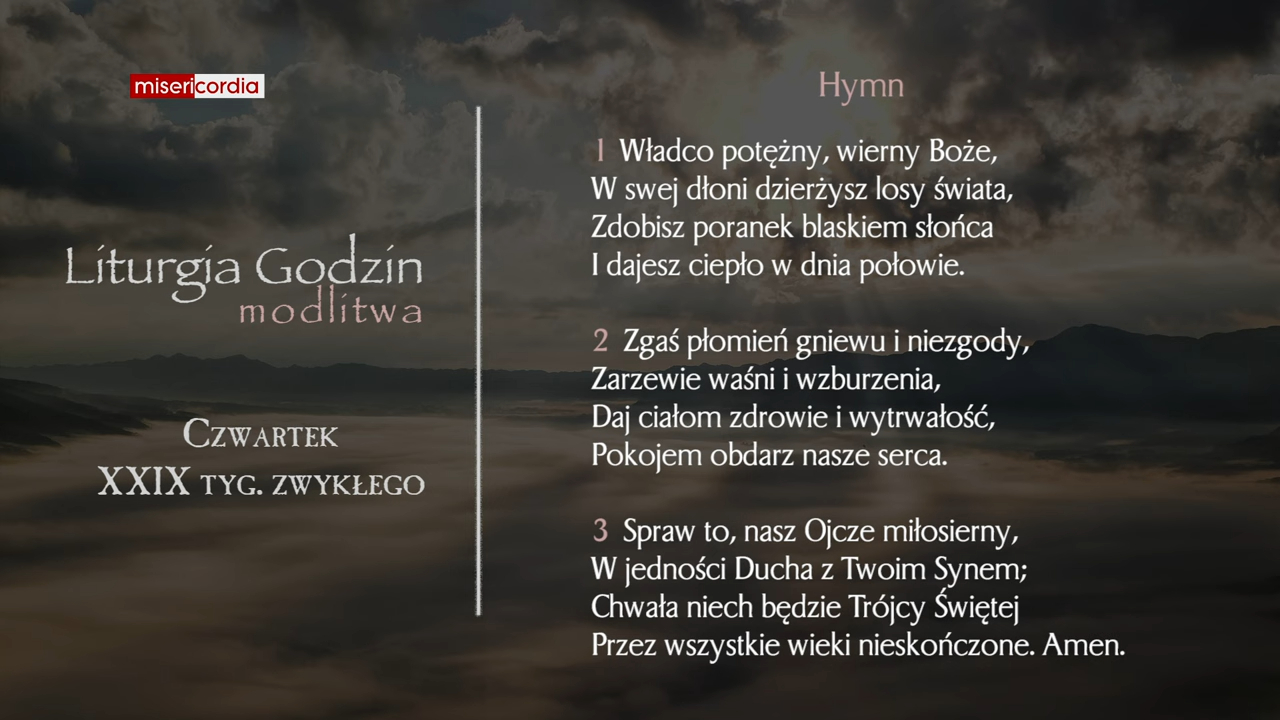 misericordia
Liturgia Godzin
modlitwa
Czwartek
XXIX tyg. zwykłego
Hymn
1 Władco potężny, wierny Boże,
W swej dłoni dzierżysz losy świata,
Zdobisz poranek blaskiem słońca
I dajesz ciepło w dnia połowie.
2 Zgaś płomień gniewu i niezgody,
Zarzewie waśni i wzburzenia,
Daj ciałom zdrowie i wytrwałość,
Pokojem obdarz nasze serca.
3 Spraw to, nasz Ojcze miłosierny,
W jedności Ducha z Twoim Synem;
Chwała niech będzie Trójcy Świętej
Przez wszystkie wieki nieskończone. Amen.